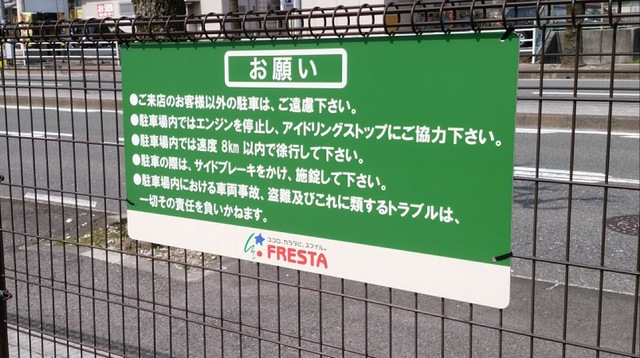 お願い
●ご来店のお客様以外の駐車は、ご遠慮下さい。
●駐車場内ではエンジンを停止し、アイドリングストップにご協力下さい。
●駐車場内では速度 8km 以内で徐行して下さい。
●駐車の際は、サイドブレーキをかけ、施錠して下さい。
●駐車場内における車両事故、盗難及びこれに類するトラブルは、
一切その責任を負いかねます。
ココロ、カラダに、スマイル。
FRESTA